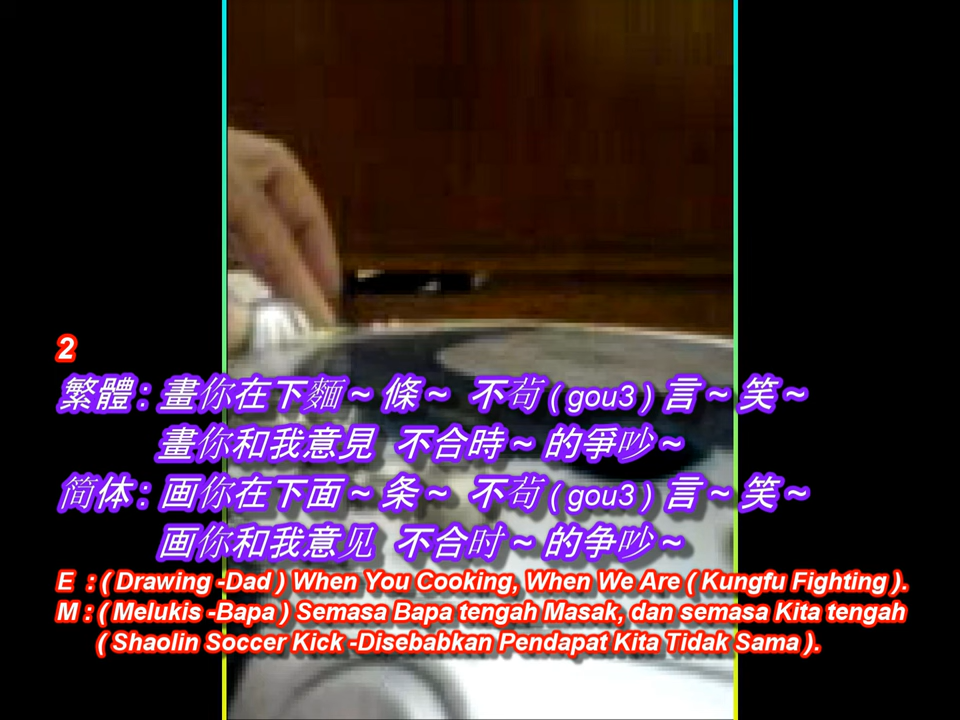 2
繁體 : 畫你在下麵 ~ 條 ~ 不苟 ( gou3 ) 言 ~ 笑 ~
畫你和我意見 不合時 ~ 的爭吵 ~
简体 : 画你在下面 ~ 条 ~ 不苟 ( gou3 ) 言 ~ 笑 ~
画你和我意见 不合时 ~ 的争吵 ~
E : ( Drawing -Dad ) When You Cooking, When We Are ( Kungfu Fighting ).
M : ( Melukis -Bapa ) Semasa Bapa tengah Masak, dan semasa Kita tengah
( Shaolin Soccer Kick -Disebabkan Pendapat Kita Tidak Sama ).